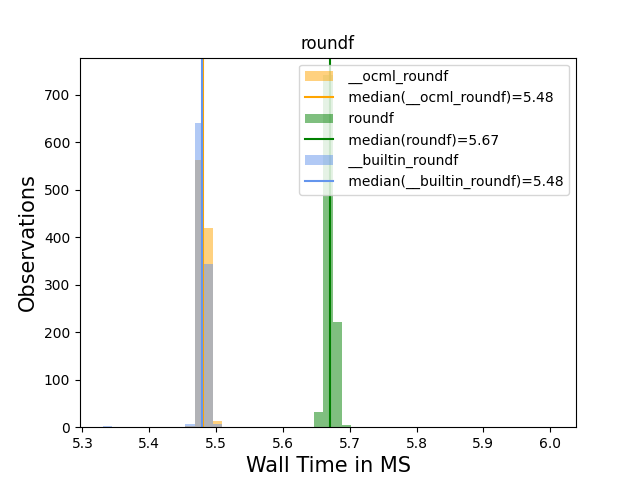 roundf
__ocml_roundf
median(__ocml_roundf)=5.48
roundf
median(roundf)=5.67
__builtin_roundf
median(__builtin_roundf)=5.48
Observations
700
600
500
400
300
200
100
0
5.3 5.4 5.5 5.6 5.7 5.8 5.9 6.0
Wall Time in MS